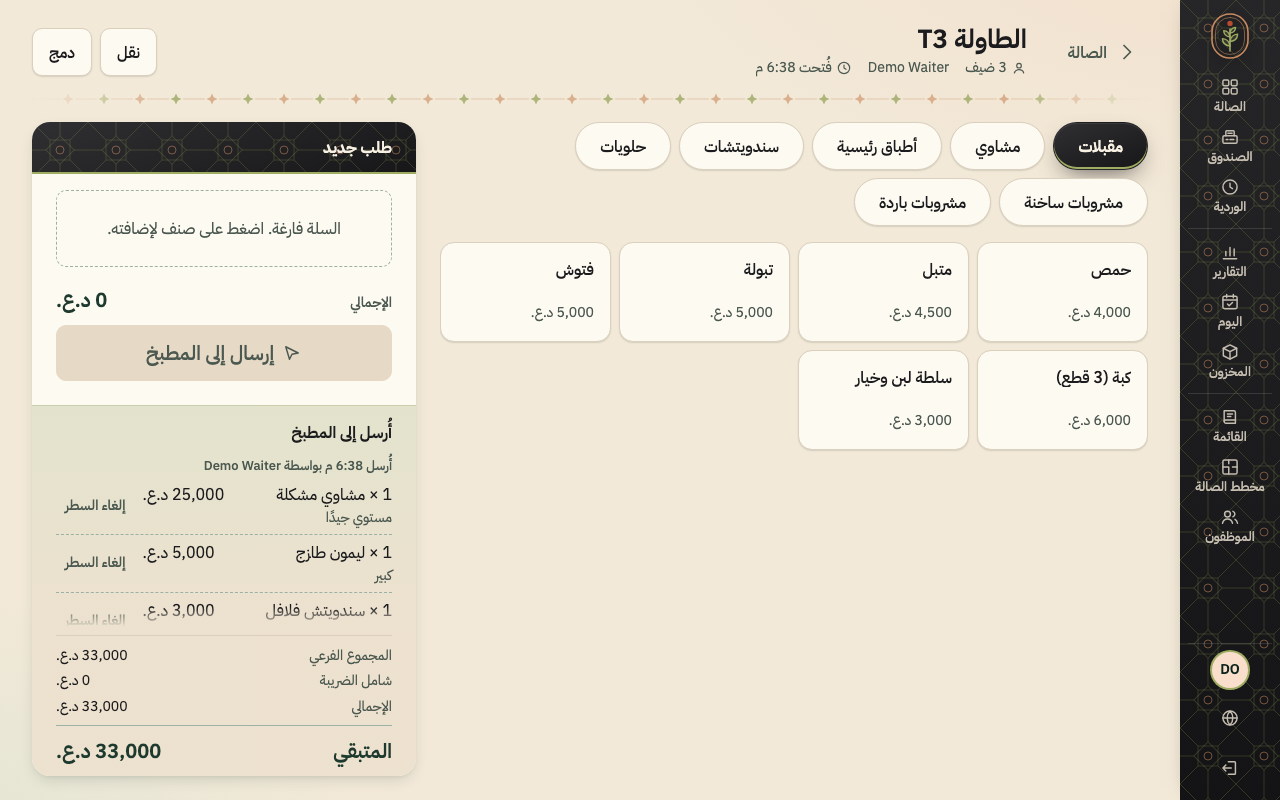 الصالة
الصندوق
الوردية
التقارير
اليوم
المخزون
القائمة
مخطط الصالة
الموظفون
DO
الصالة
الطاولة T3
3 ضيف
Demo Waiter
فُتحت 6:38 م
نقل
دمج
مقبلات
مشاوي
أطباق رئيسية
سندويتشات
حلويات
مشروبات ساخنة
مشروبات باردة
حمص
4,000 د.ع.
متبل
4,500 د.ع.
تبولة
5,000 د.ع.
فتوش
5,000 د.ع.
كبة (3 قطع)
6,000 د.ع.
سلطة لبن وخيار
3,000 د.ع.
طلب جديد
السلة فارغة. اضغط على صنف لإضافته.
الإجمالي 0 د.ع.
إرسال إلى المطبخ
أُرسل إلى المطبخ
أُرسل 6:38 م بواسطة Demo Waiter
1 × مشاوي مشكلة 25,000 د.ع. إلغاء السطر
مستوي جيدًا
1 × ليمون طازج 5,000 د.ع. إلغاء السطر
كبير
1 × سندويتش فلافل 3,000 د.ع. إلغاء السطر
المجموع الفرعي 33,000 د.ع.
شامل الضريبة 0 د.ع.
الإجمالي 33,000 د.ع.
المتبقي 33,000 د.ع.